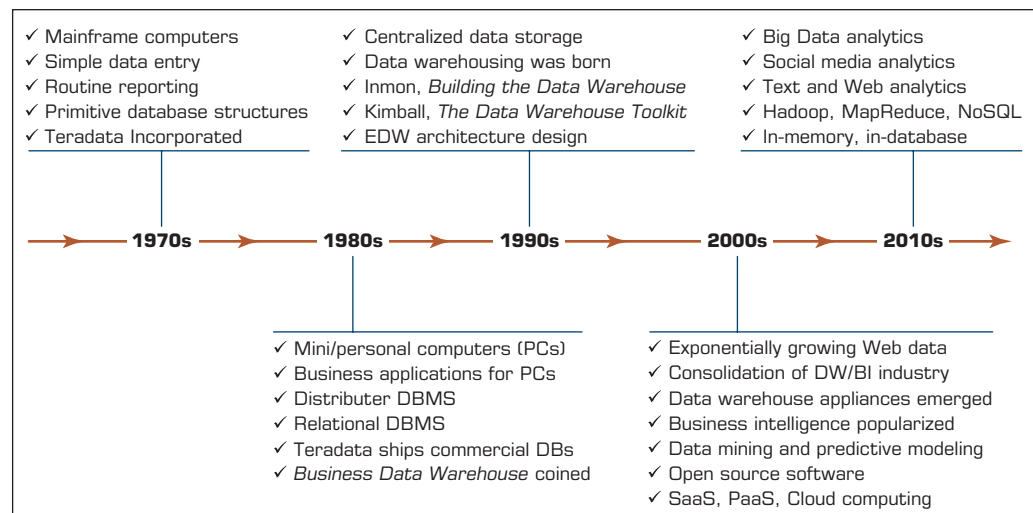 ✓ Mainframe computers
✓ Simple data entry
✓ Routine reporting
✓ Primitive database structures
✓ Teradata Incorporated
✓ Centralized data storage
✓ Data warehousing was born
✓ Inmon, Building the Data Warehouse
✓ Kimball, The Data Warehouse Toolkit
✓ EDW architecture design
✓ Big Data analytics
✓ Social media analytics
✓ Text and Web analytics
✓ Hadoop, MapReduce, NoSQL
✓ In-memory, in-database
1970s 1980s 1990s 2000s 2010s
✓ Mini/personal computers (PCs)
✓ Business applications for PCs
✓ Distributer DBMS
✓ Relational DBMS
✓ Teradata ships commercial DBs
✓ Business Data Warehouse coined
✓ Exponentially growing Web data
✓ Consolidation of DW/BI industry
✓ Data warehouse appliances emerged
✓ Business intelligence popularized
✓ Data mining and predictive modeling
✓ Open source software
✓ SaaS, PaaS, Cloud computing